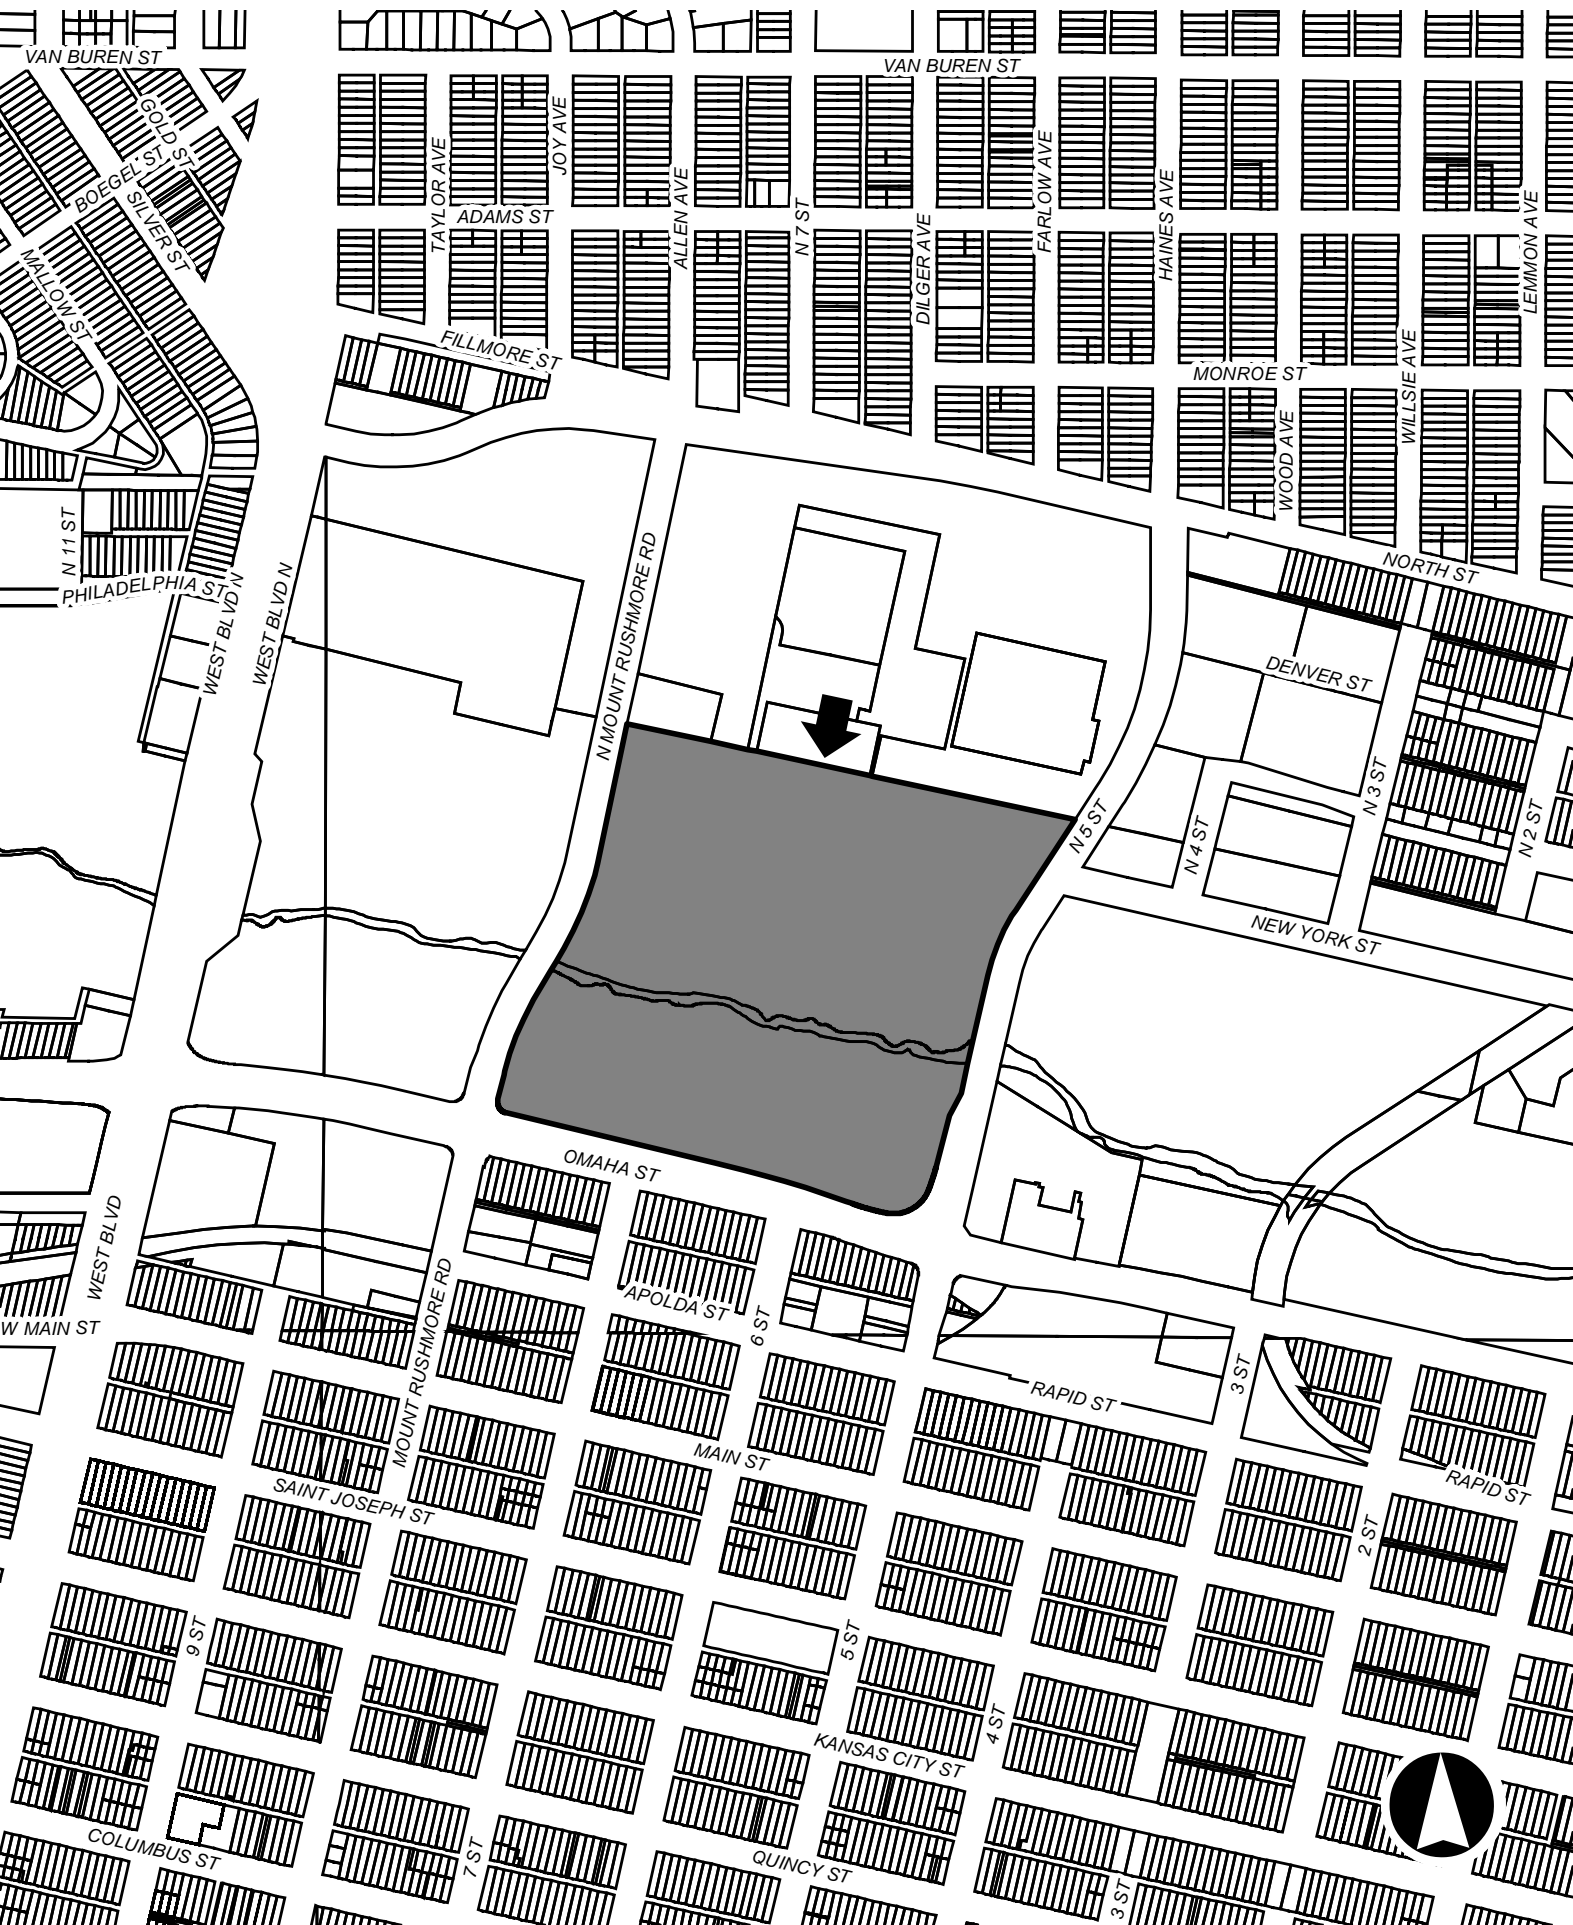 VAN BUREN ST
VAN BUREN ST
GOLD ST
BOEGEL ST
SILVER ST
MALLOW ST
TAYLOR AVE
JOY AVE
ADAMS ST
ALLEN AVE
N 7 ST
DILGER AVE
FARLOW AVE
HAINES AVE
LEMMON AVE
FILLMORE ST
MONROE ST
WILLSIE AVE
WOOD AVE
N 11 ST
PHILADELPHIA ST
WEST BLVD N
WEST BLVD N
N MOUNT RUSHMORE RD
NORTH ST
DENVER ST
N 3 ST
N 5 ST
N 4 ST
N 2 ST
NEW YORK ST
OMAHA ST
WEST BLVD
W MAIN ST
MOUNT RUSHMORE RD
APOLDA ST
6 ST
3 ST
RAPID ST
MAIN ST
SAINT JOSEPH ST
RAPID ST
2 ST
9 ST
5 ST
4 ST
KANSAS CITY ST
COLUMBUS ST
7 ST
QUINCY ST
3 ST